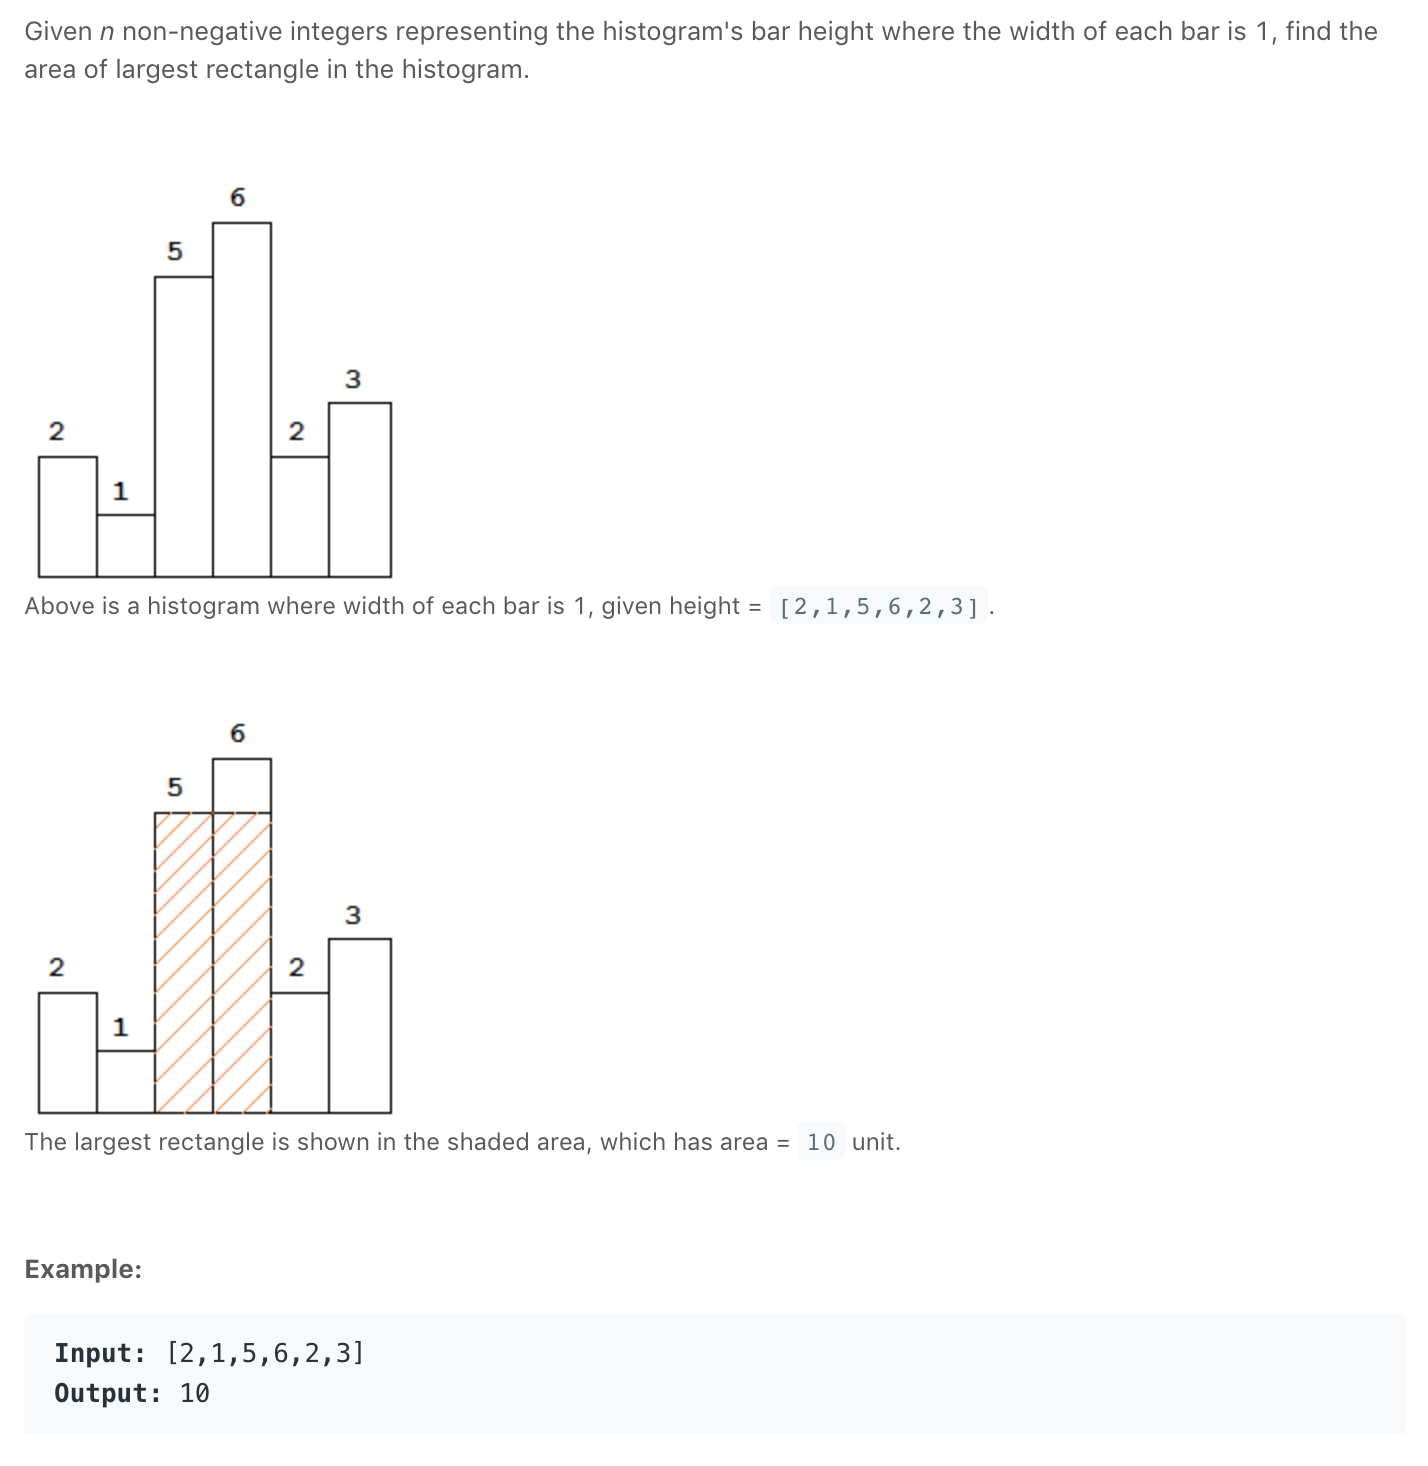 Given n non-negative integers representing the histogram's bar height where the width of each bar is 1, find the
area of largest rectangle in the histogram.
6
5
3
2
2
1
Above is a histogram where width of each bar is 1, given height = [2,1,5,6,2,3].
6
5
3
2
2
1
The largest rectangle is shown in the shaded area, which has area = 10 unit.
Example:
Input: [2,1,5,6,2,3]
Output: 10